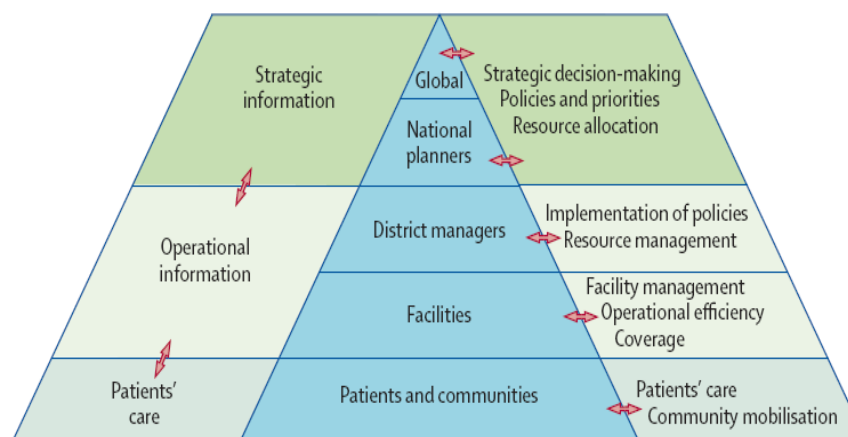 Strategic
information
Global
Strategic decision-making
Policies and priorities
Resource allocation
National
planners
Operational
information
District managers
Implementation of policies
Resource management
Facilities
Facility management
Operational efficiency
Coverage
Patients’
care
Patients and communities
Patients’ care
Community mobilisation